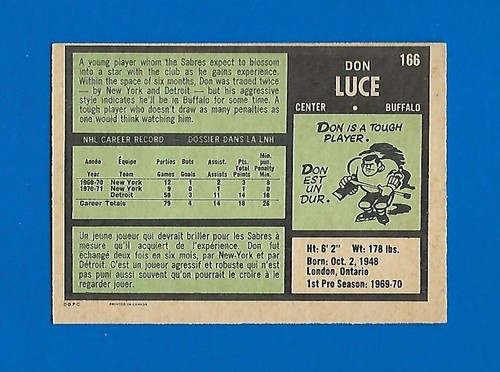 A young player whom the Sabres expect to blossom
into a star with the club as he gains experience.
Within the space of six months, Don was traded twice
— by New York and Detroit — but his aggressive
style indicates he'll be in Buffalo for some time. A
tough player who doesn't draw as many penalties as
one would think watching him.
DON
166
LUCE
CENTER • BUFFALO
NHL CAREER RECORD — DOSSIER DANS LA LNH
Année Équipe Parties Buts Assist. Pts. Min. pun.
Year Team Games Goals Assists Total Points Penalty Min
1969-70 New York 12 1 2 3 8
1970-71 New York 9 0 1 1 0
Detroit 58 3 11 14 18
Career Totals 79 4 14 18 26
DON IS A TOUGH
PLAYER.
DON
EST
UN
DUR.
Un jeune joueur qui devrait briller pour les Sabres à
mesure qu'il acquient de l'expérience. Don fut
échangé deux fois en six mois, par New-York et par
Détroit. C'est un joueur agressif et robuste qui n'est
pas puni aussi souvent qu'on pourrait le croire à le
regarder jouer.
Ht: 6' 2" Wt: 178 lbs.
Born: Oct. 2, 1948
London, Ontario
1st Pro Season: 1969-70
O.P.C. PRINTED IN CANADA